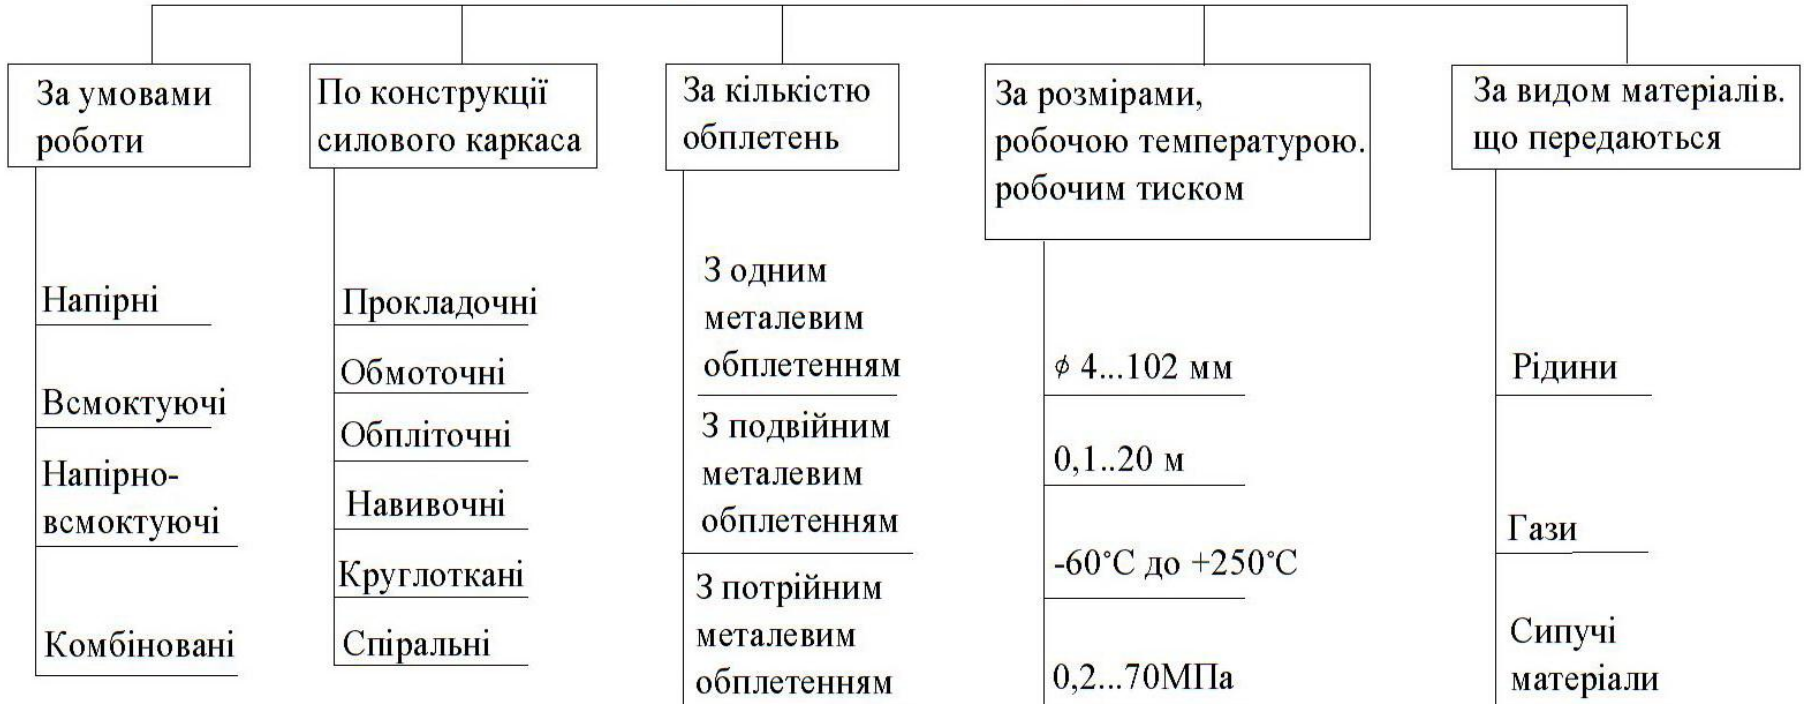 За умовами
роботи
Напірні
Всмоктуючі
Напірно-
всмоктуючі
Комбіновані
По конструкції
силового каркаса
Прокладочні
Обмоточні
Обпліточні
Навивочні
Круглоткані
Спіральні
За кількістю
обплетень
З одним
металевим
обплетенням
З подвійним
металевим
обплетенням
З потрійним
металевим
обплетенням
За розмірами,
робочою температурою.
робочим тиском
∅ 4...102 мм
0,1..20 м
-60°С до +250°С
0,2...70МПа
За видом матеріалів.
що передаються
Рідини
Гази
Сипучі
матеріали